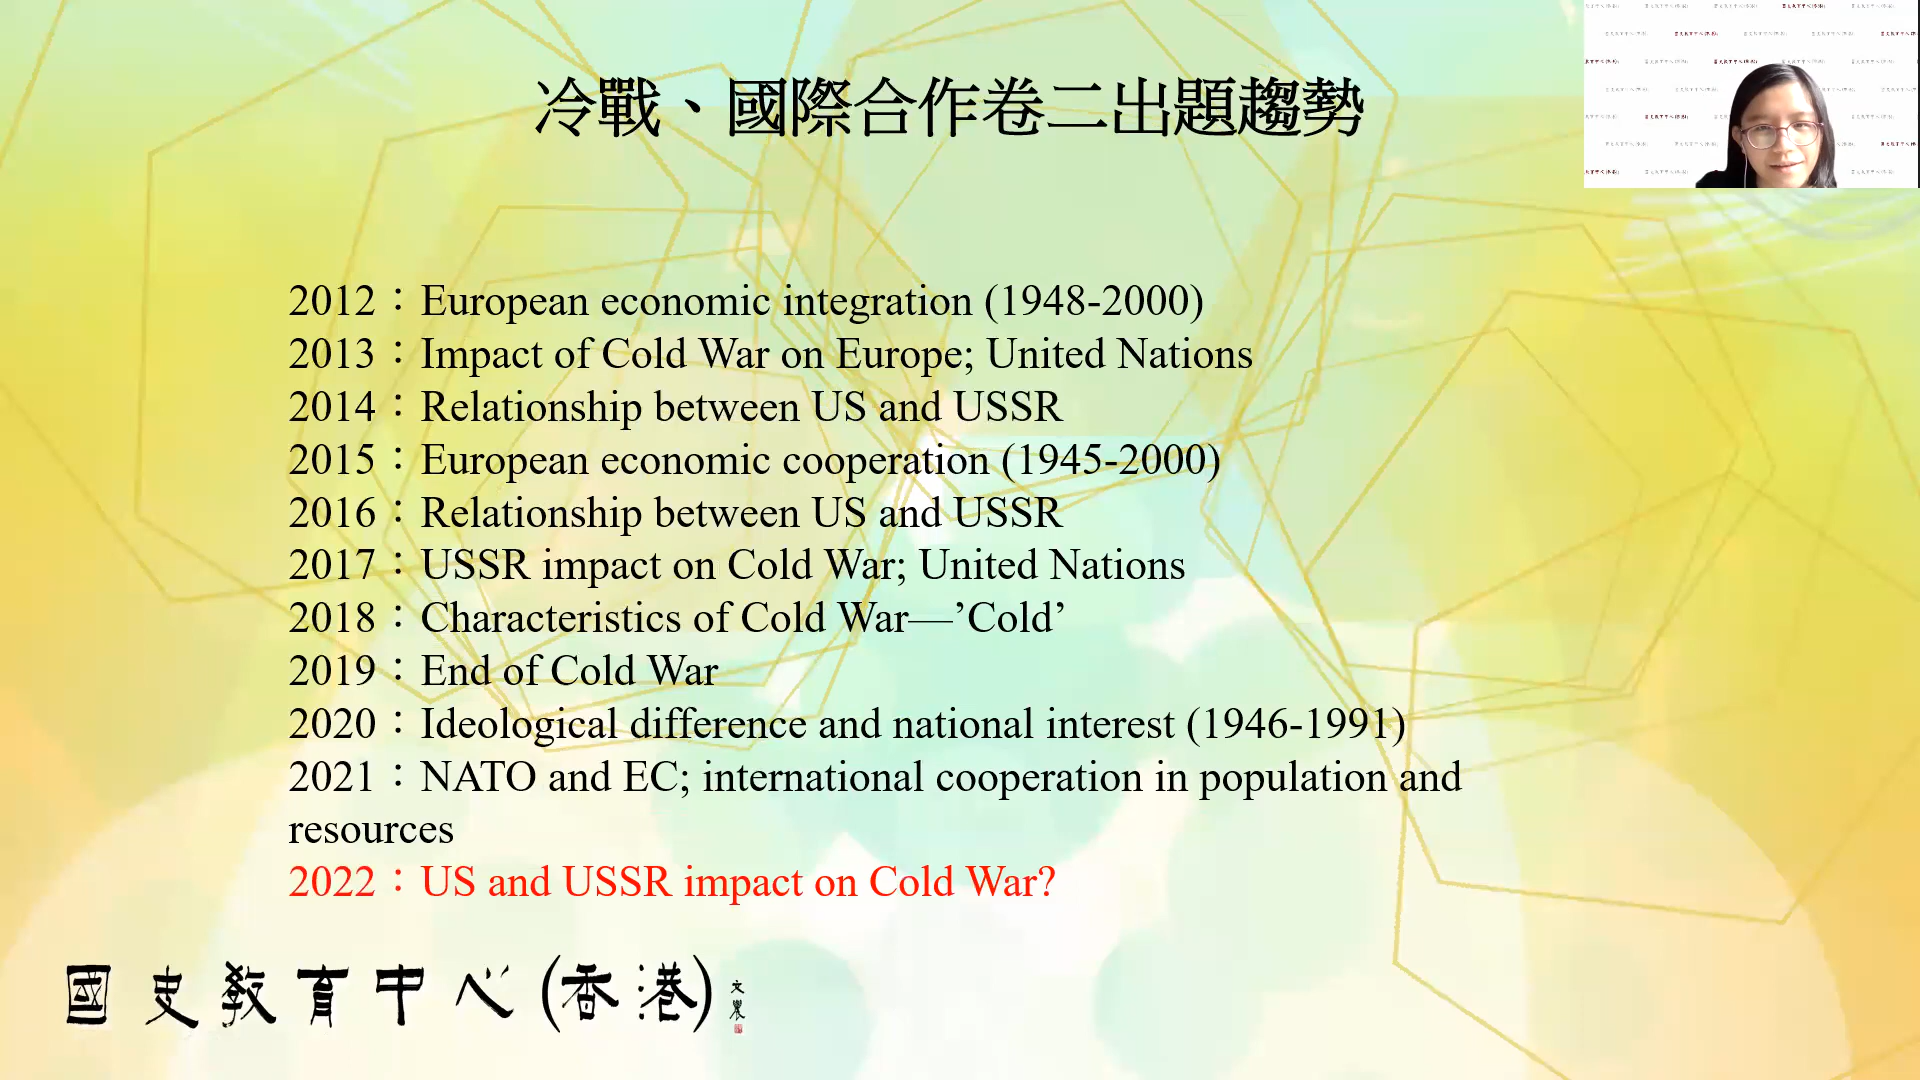 冷戰、國際合作卷二出題趨勢
2012：European economic integration (1948-2000)
2013：Impact of Cold War on Europe; United Nations
2014：Relationship between US and USSR
2015：European economic cooperation (1945-2000)
2016：Relationship between US and USSR
2017：USSR impact on Cold War; United Nations
2018：Characteristics of Cold War—’Cold’
2019：End of Cold War
2020：Ideological difference and national interest (1946-1991)
2021：NATO and EC; international cooperation in population and
resources
2022：US and USSR impact on Cold War?
國史教育中心(香港)
文農